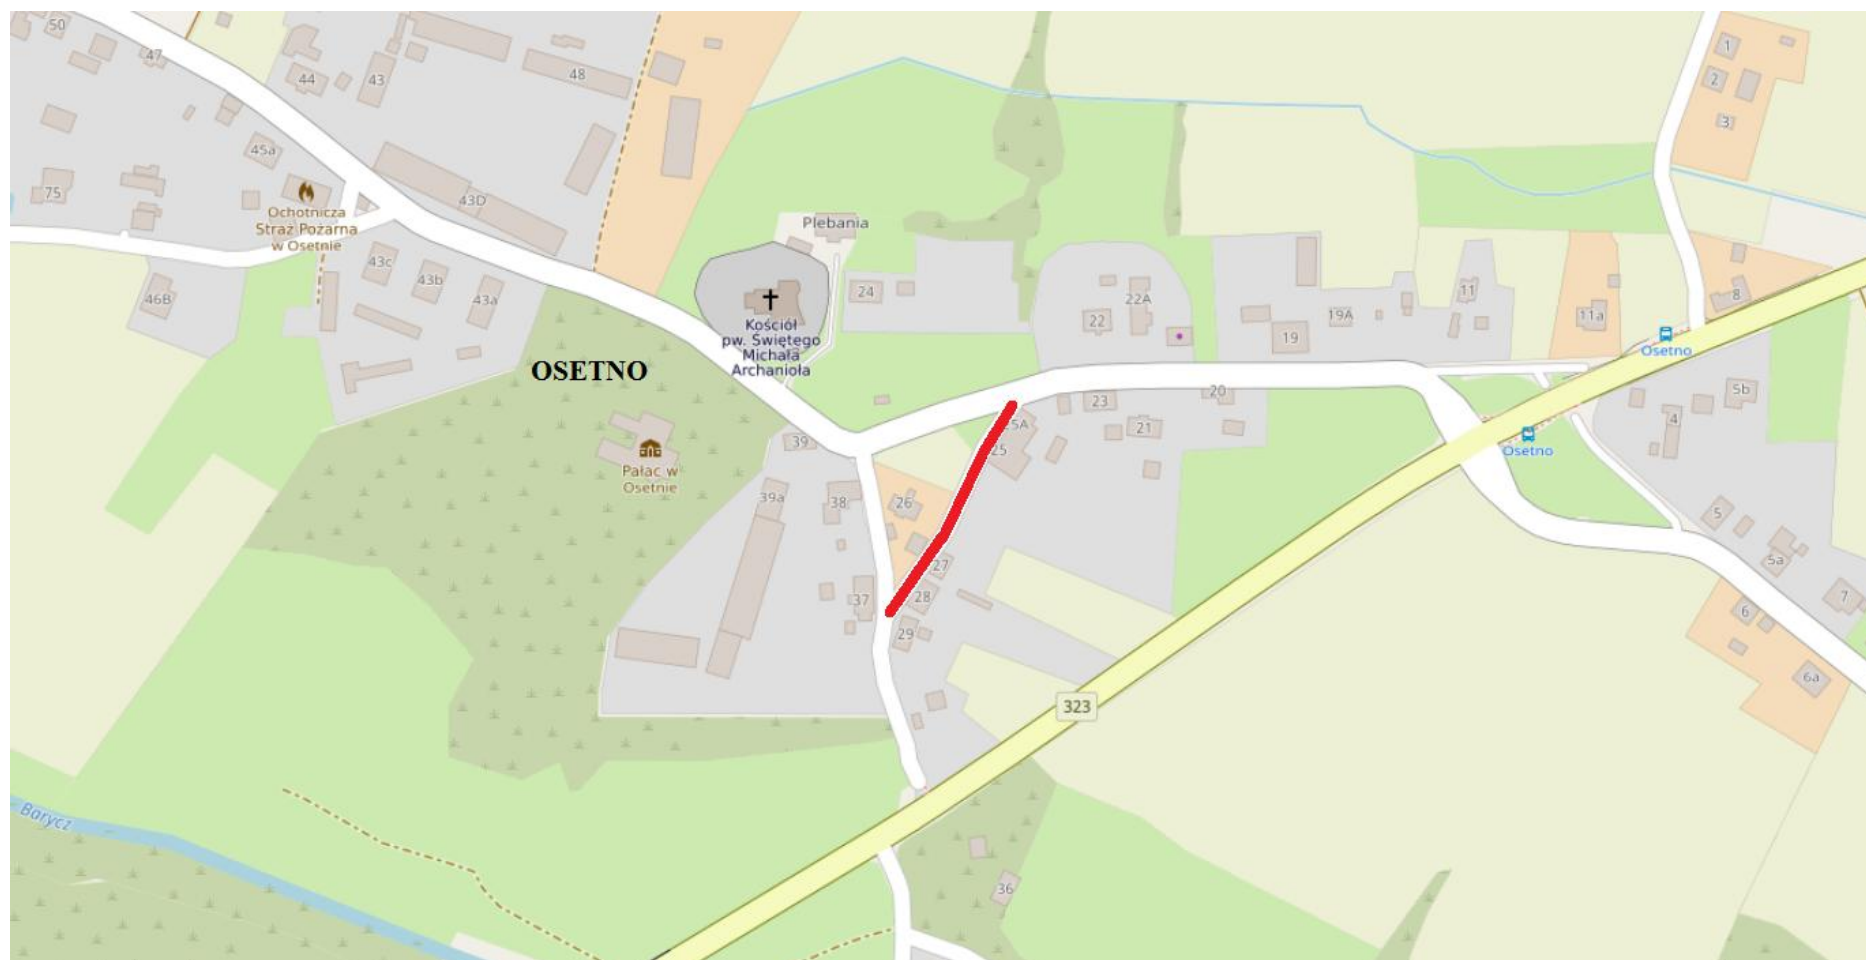 50
47
44
43
48
1
2
3
45a
75
43D
Ochotnicza
Straż Pożarna
w Osetnie
Plebania
43c
43b
43a
46B
24
22A
22
19A
19
11
11a
8
Kościół
pw. Świętego
Michała
Archanioła
Osetno
OSETNO
23
20
21
25A
25
5b
4
Osetno
39
Pałac w
Osetnie
39a
38
26
5
5a
27
28
37
29
7
6
6a
323
Barycz
36